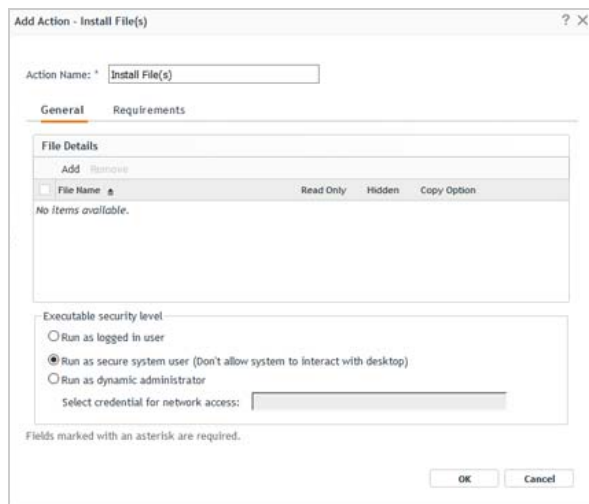 Add Action - Install File(s)
? X
Action Name: * Install File(s)
General Requirements
File Details
Add Remove
File Name Read Only Hidden Copy Option
No items available.
Executable security level
Run as logged in user
Run as secure system user (Don't allow system to interact with desktop)
Run as dynamic administrator
Select credential for network access:
Fields marked with an asterisk are required.
OK Cancel